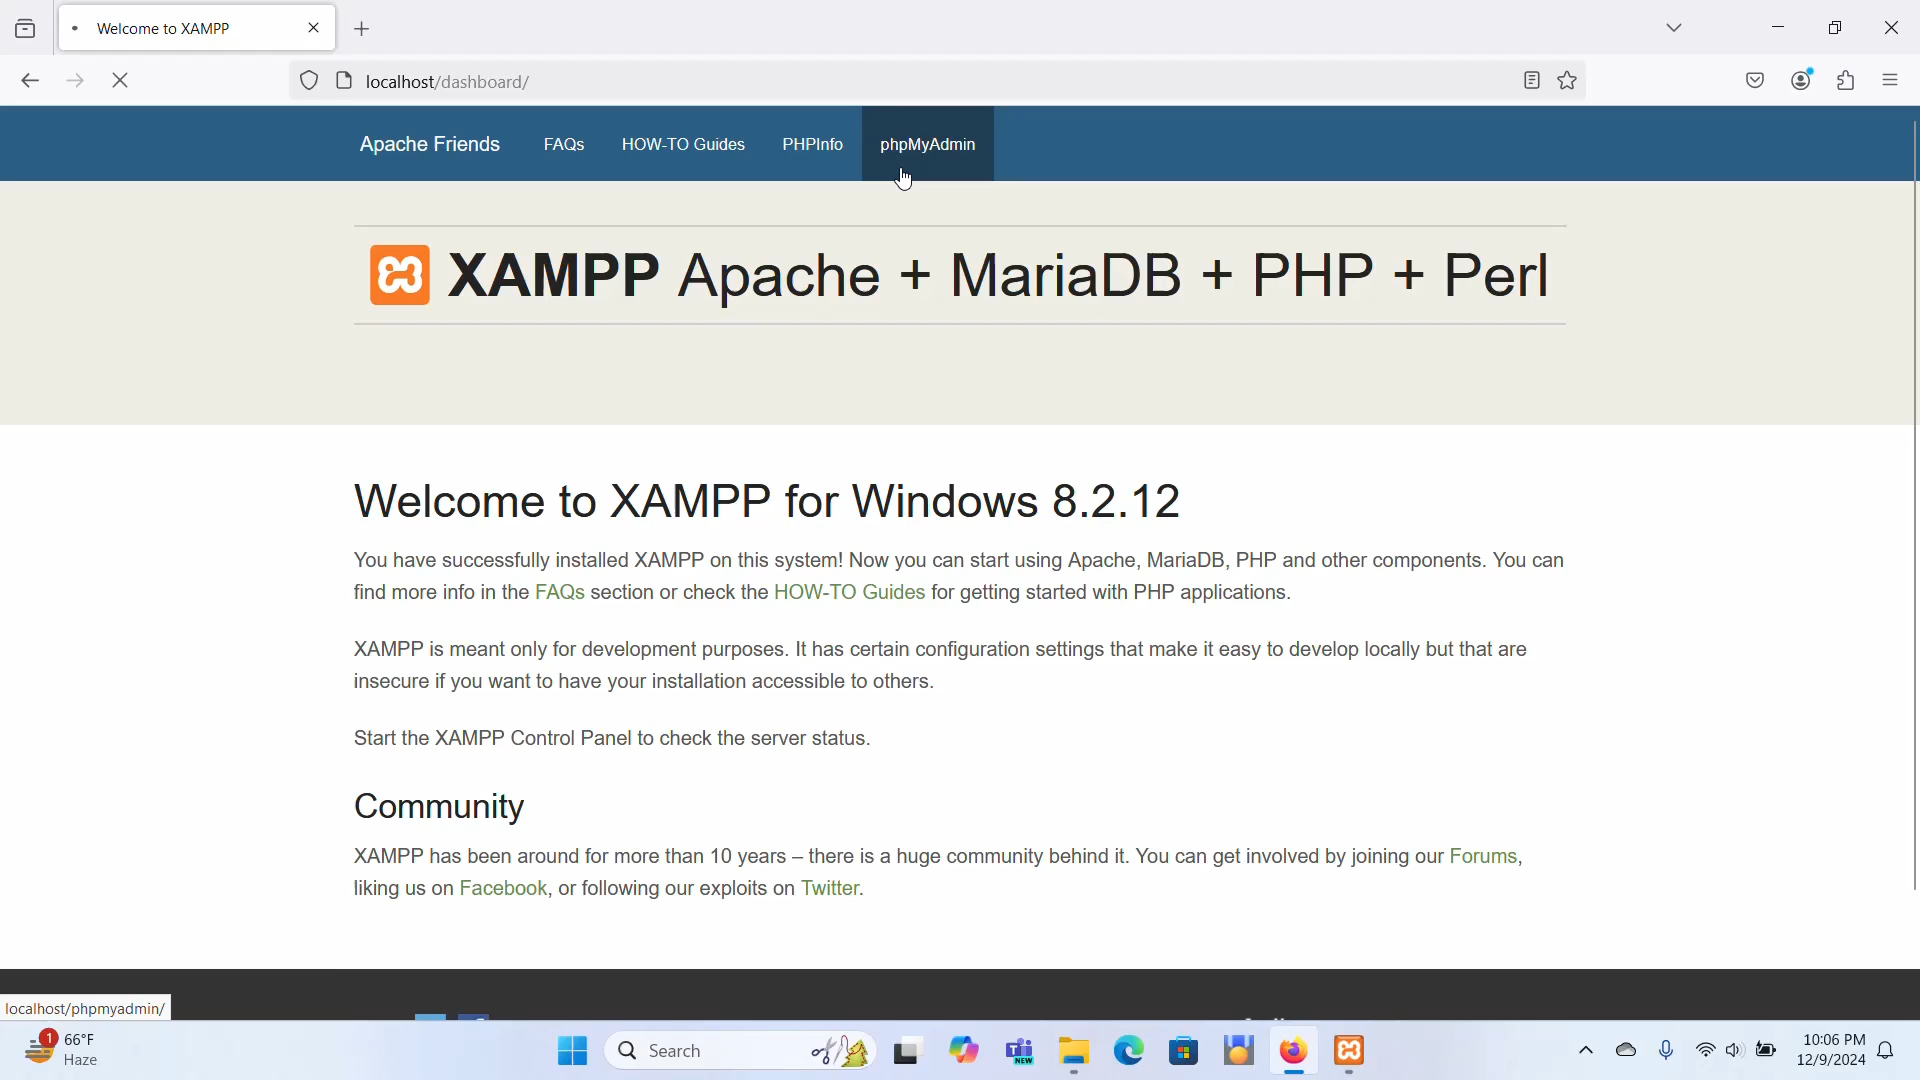 Welcome to XAMPP
localhost/dashboard/
Apache Friends FAQs HOW-TO Guides PHPInfo phpMyAdmin
XAMPP Apache + MariaDB + PHP + Perl
Welcome to XAMPP for Windows 8.2.12
You have successfully installed XAMPP on this system! Now you can start using Apache, MariaDB, PHP and other components. You can
find more info in the FAQs section or check the HOW-TO Guides for getting started with PHP applications.
XAMPP is meant only for development purposes. It has certain configuration settings that make it easy to develop locally but that are
insecure if you want to have your installation accessible to others.
Start the XAMPP Control Panel to check the server status.
Community
XAMPP has been around for more than 10 years – there is a huge community behind it. You can get involved by joining our Forums,
liking us on Facebook, or following our exploits on Twitter.
localhost/phpmyadmin/
1
66°F
Haze
Search
NEW
10:06 PM
12/9/2024